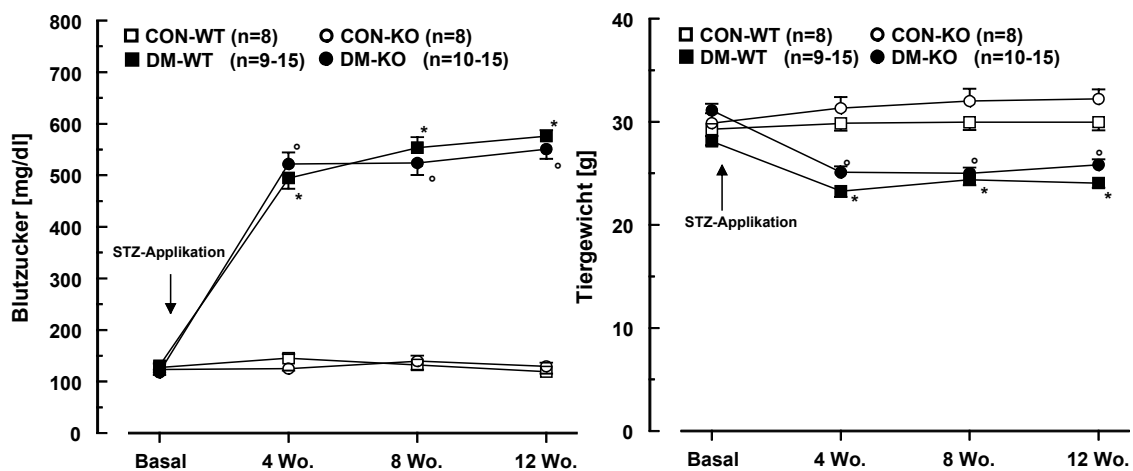 Blutzucker [mg/dl]
800
700
600
500
400
300
200
100
0
CON-WT (n=8) CON-KO (n=8)
DM-WT (n=9-15) DM-KO (n=10-15)
° * *
* ° °
STZ-Applikation
Basal 4 Wo. 8 Wo. 12 Wo.
Tiergewicht [g]
40
30
20
10
0
CON-WT (n=8) CON-KO (n=8)
DM-WT (n=9-15) DM-KO (n=10-15)
° ° °
* * *
STZ-Applikation
Basal 4 Wo. 8 Wo. 12 Wo.